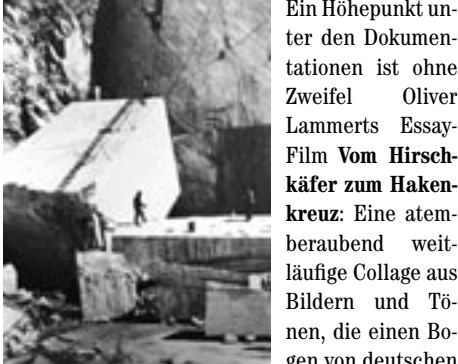 Ein Höhepunkt un-
ter den Dokumen-
tationen ist ohne
Zweifel Oliver
Lammerts Essay-
Film Vom Hirsch-
käfer zum Haken-
kreuz: Eine atem-
beraubend weit-
läufige Collage aus
Bildern und Tö-
nen, die einen Bo-
gen von deutschen